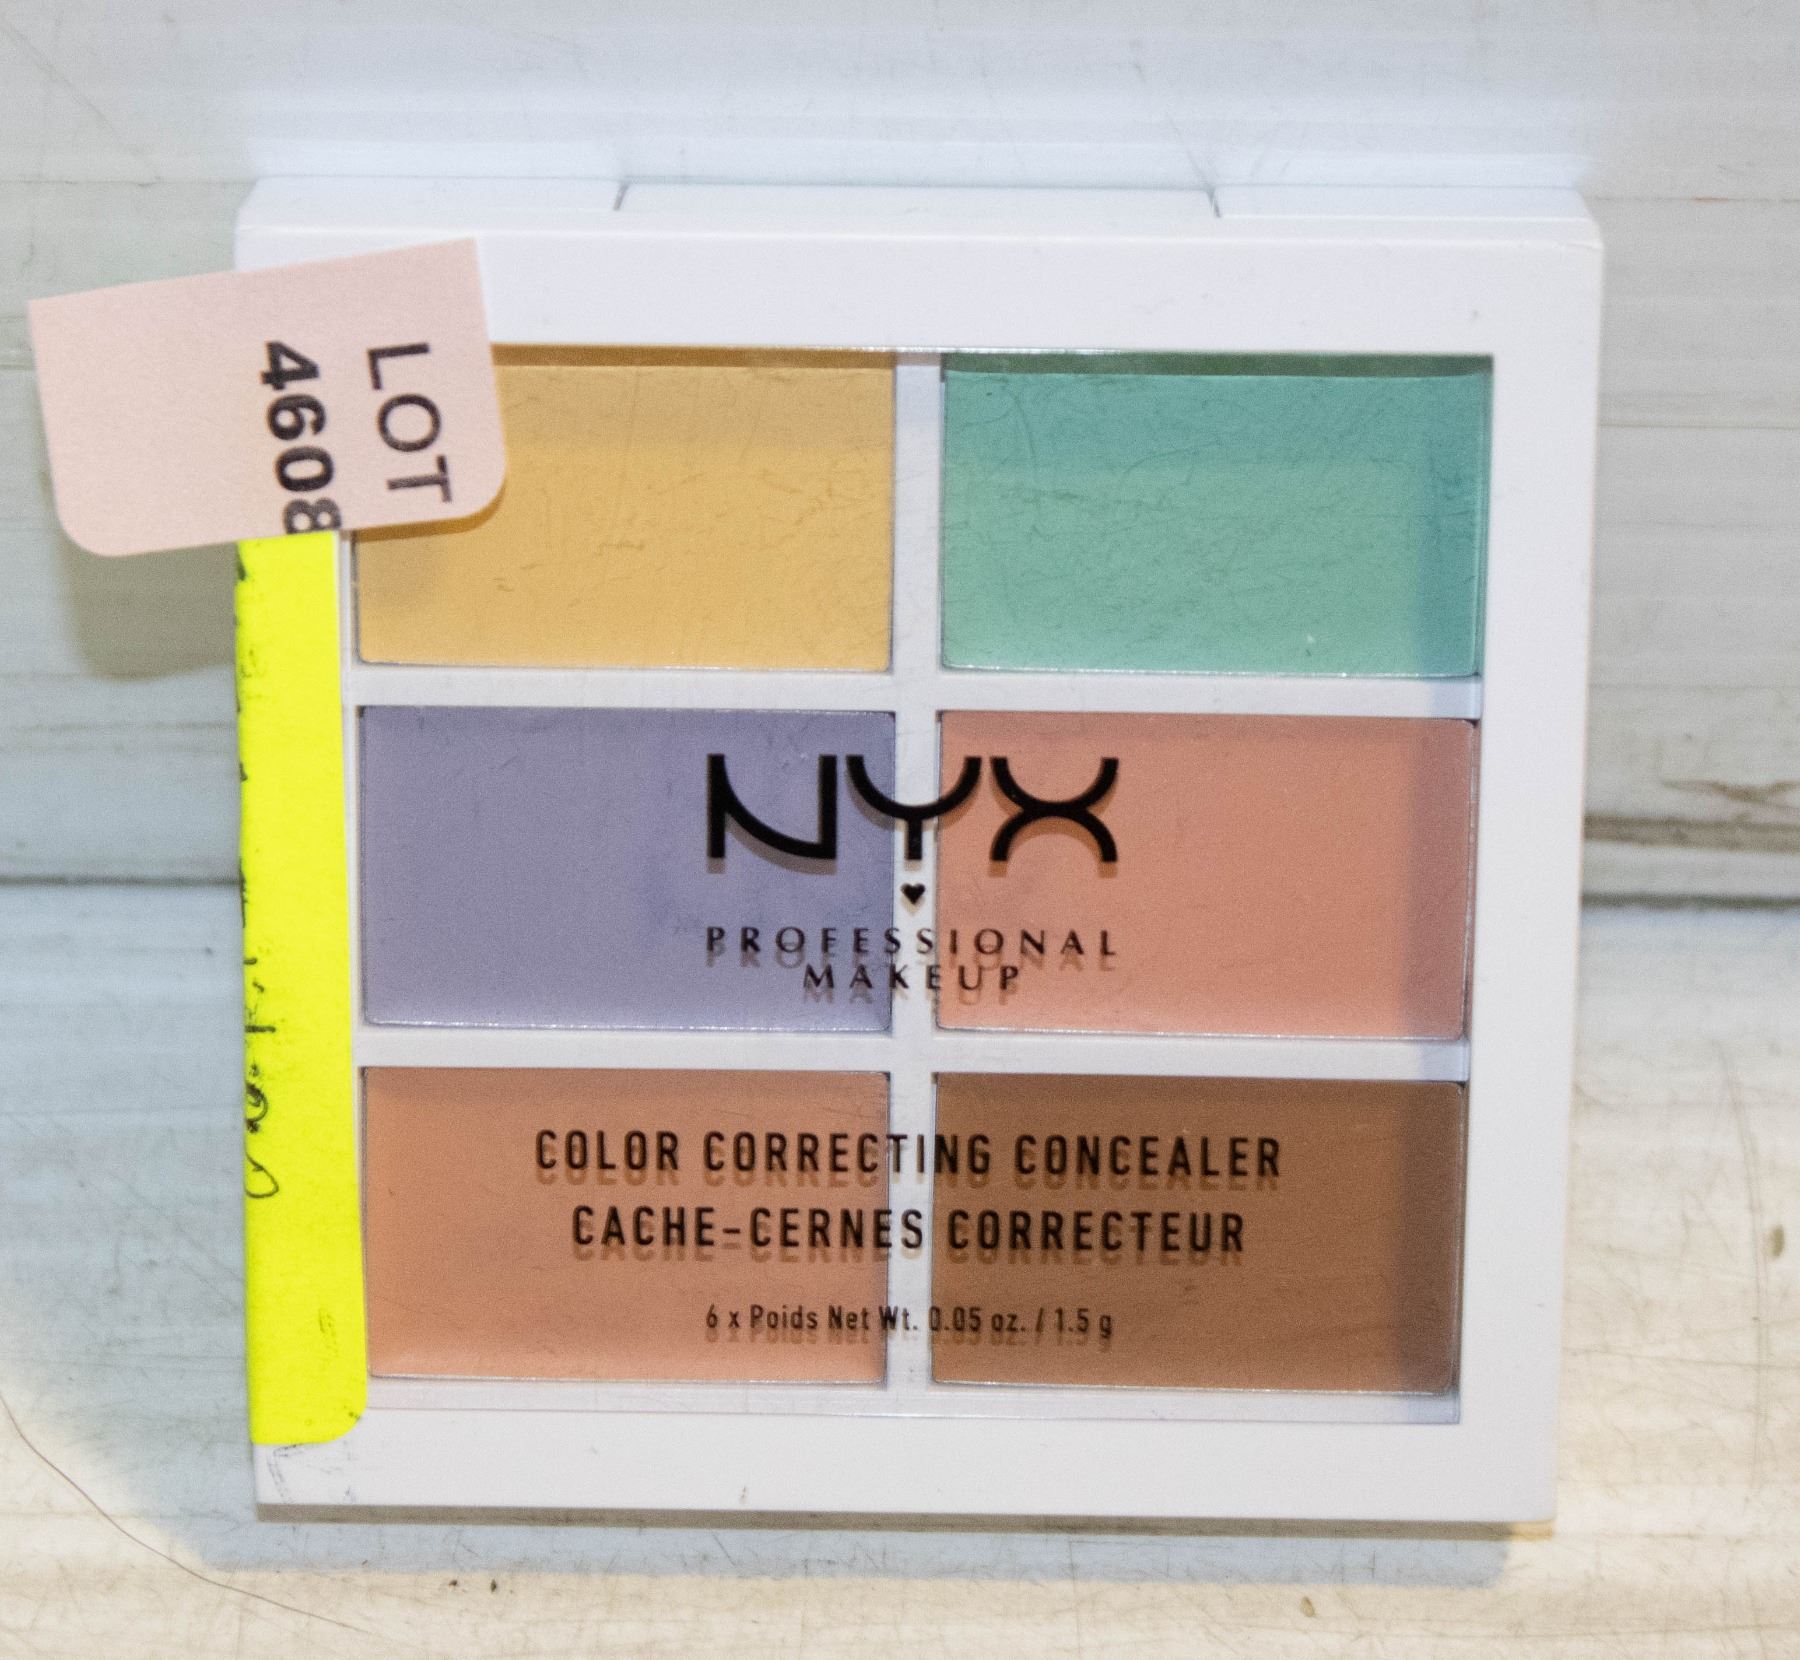 LOT
4608
NYX
PROFESSIONAL
MAKEUP
COLOR CORRECTING CONCEALER
CACHE-CERNES CORRECTEUR
6 x Poids Net Wt. 0.05 oz. / 1.5 g